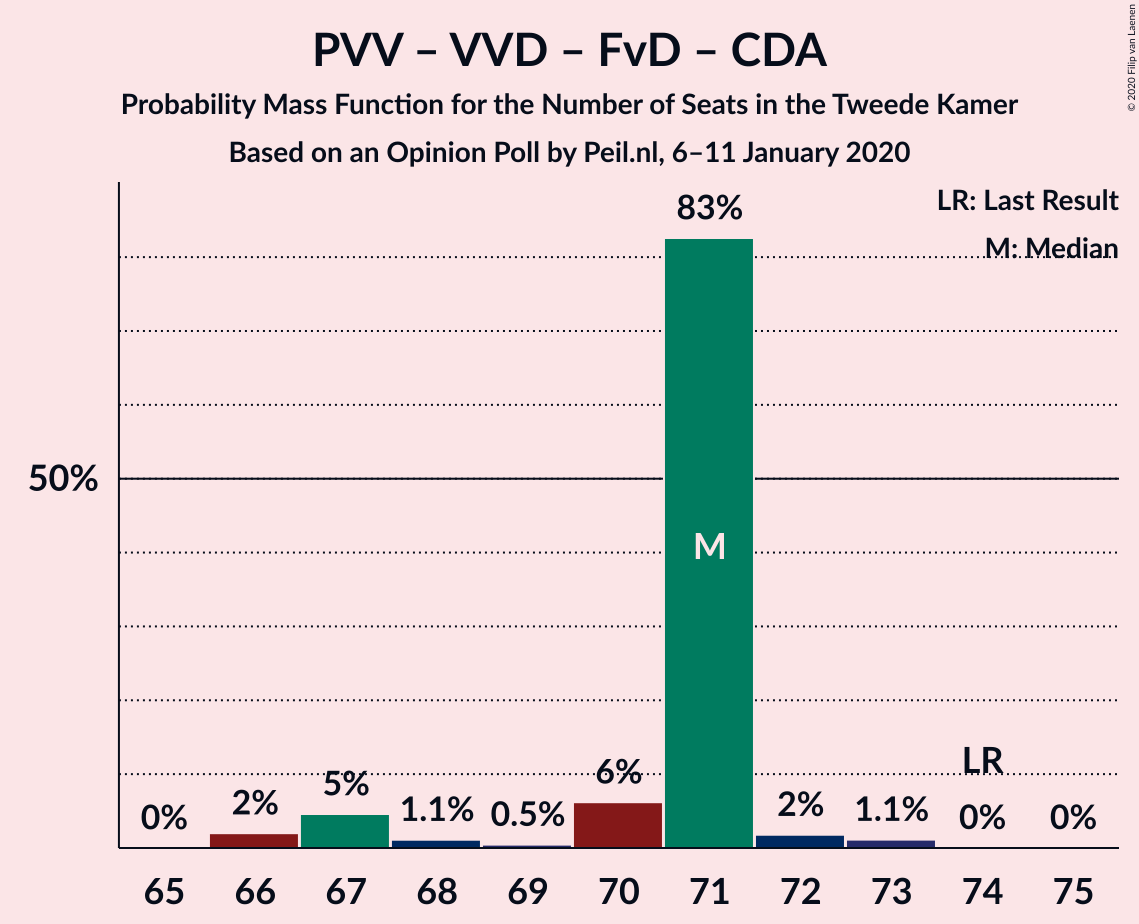 PVV – VVD – FvD – CDA
Probability Mass Function for the Number of Seats in the Tweede Kamer
Based on an Opinion Poll by Peil.nl, 6–11 January 2020
© 2020 Filip van Laenen
LR: Last Result
M: Median
83%
50%
M
LR
0%
2%
5%
1.1%
0.5%
6%
2%
1.1%
0%
0%
65 66 67 68 69 70 71 72 73 74 75